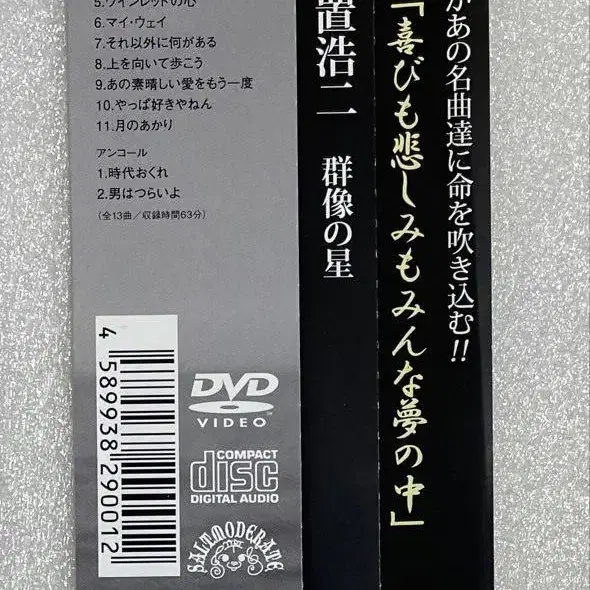 5.ワインレッドの心
6.マイ・ウェイ
7.それ以外に何がある
8.上を向いて歩こう
9.あの素晴しい愛をもう一度
10.やっぱ好きやねん
11.月のあかり
アンコール
1.時代おくれ
2.男はつらいよ
(全13曲/収録時間63分)
4 589938 290012
DVD
VIDEO
COMPACT
disc
DIGITAL AUDIO
SALTMODERATE
置浩二 群像の星
「喜びも悲しみもみんな夢の中」
があの名曲達に命を吹き込む!!